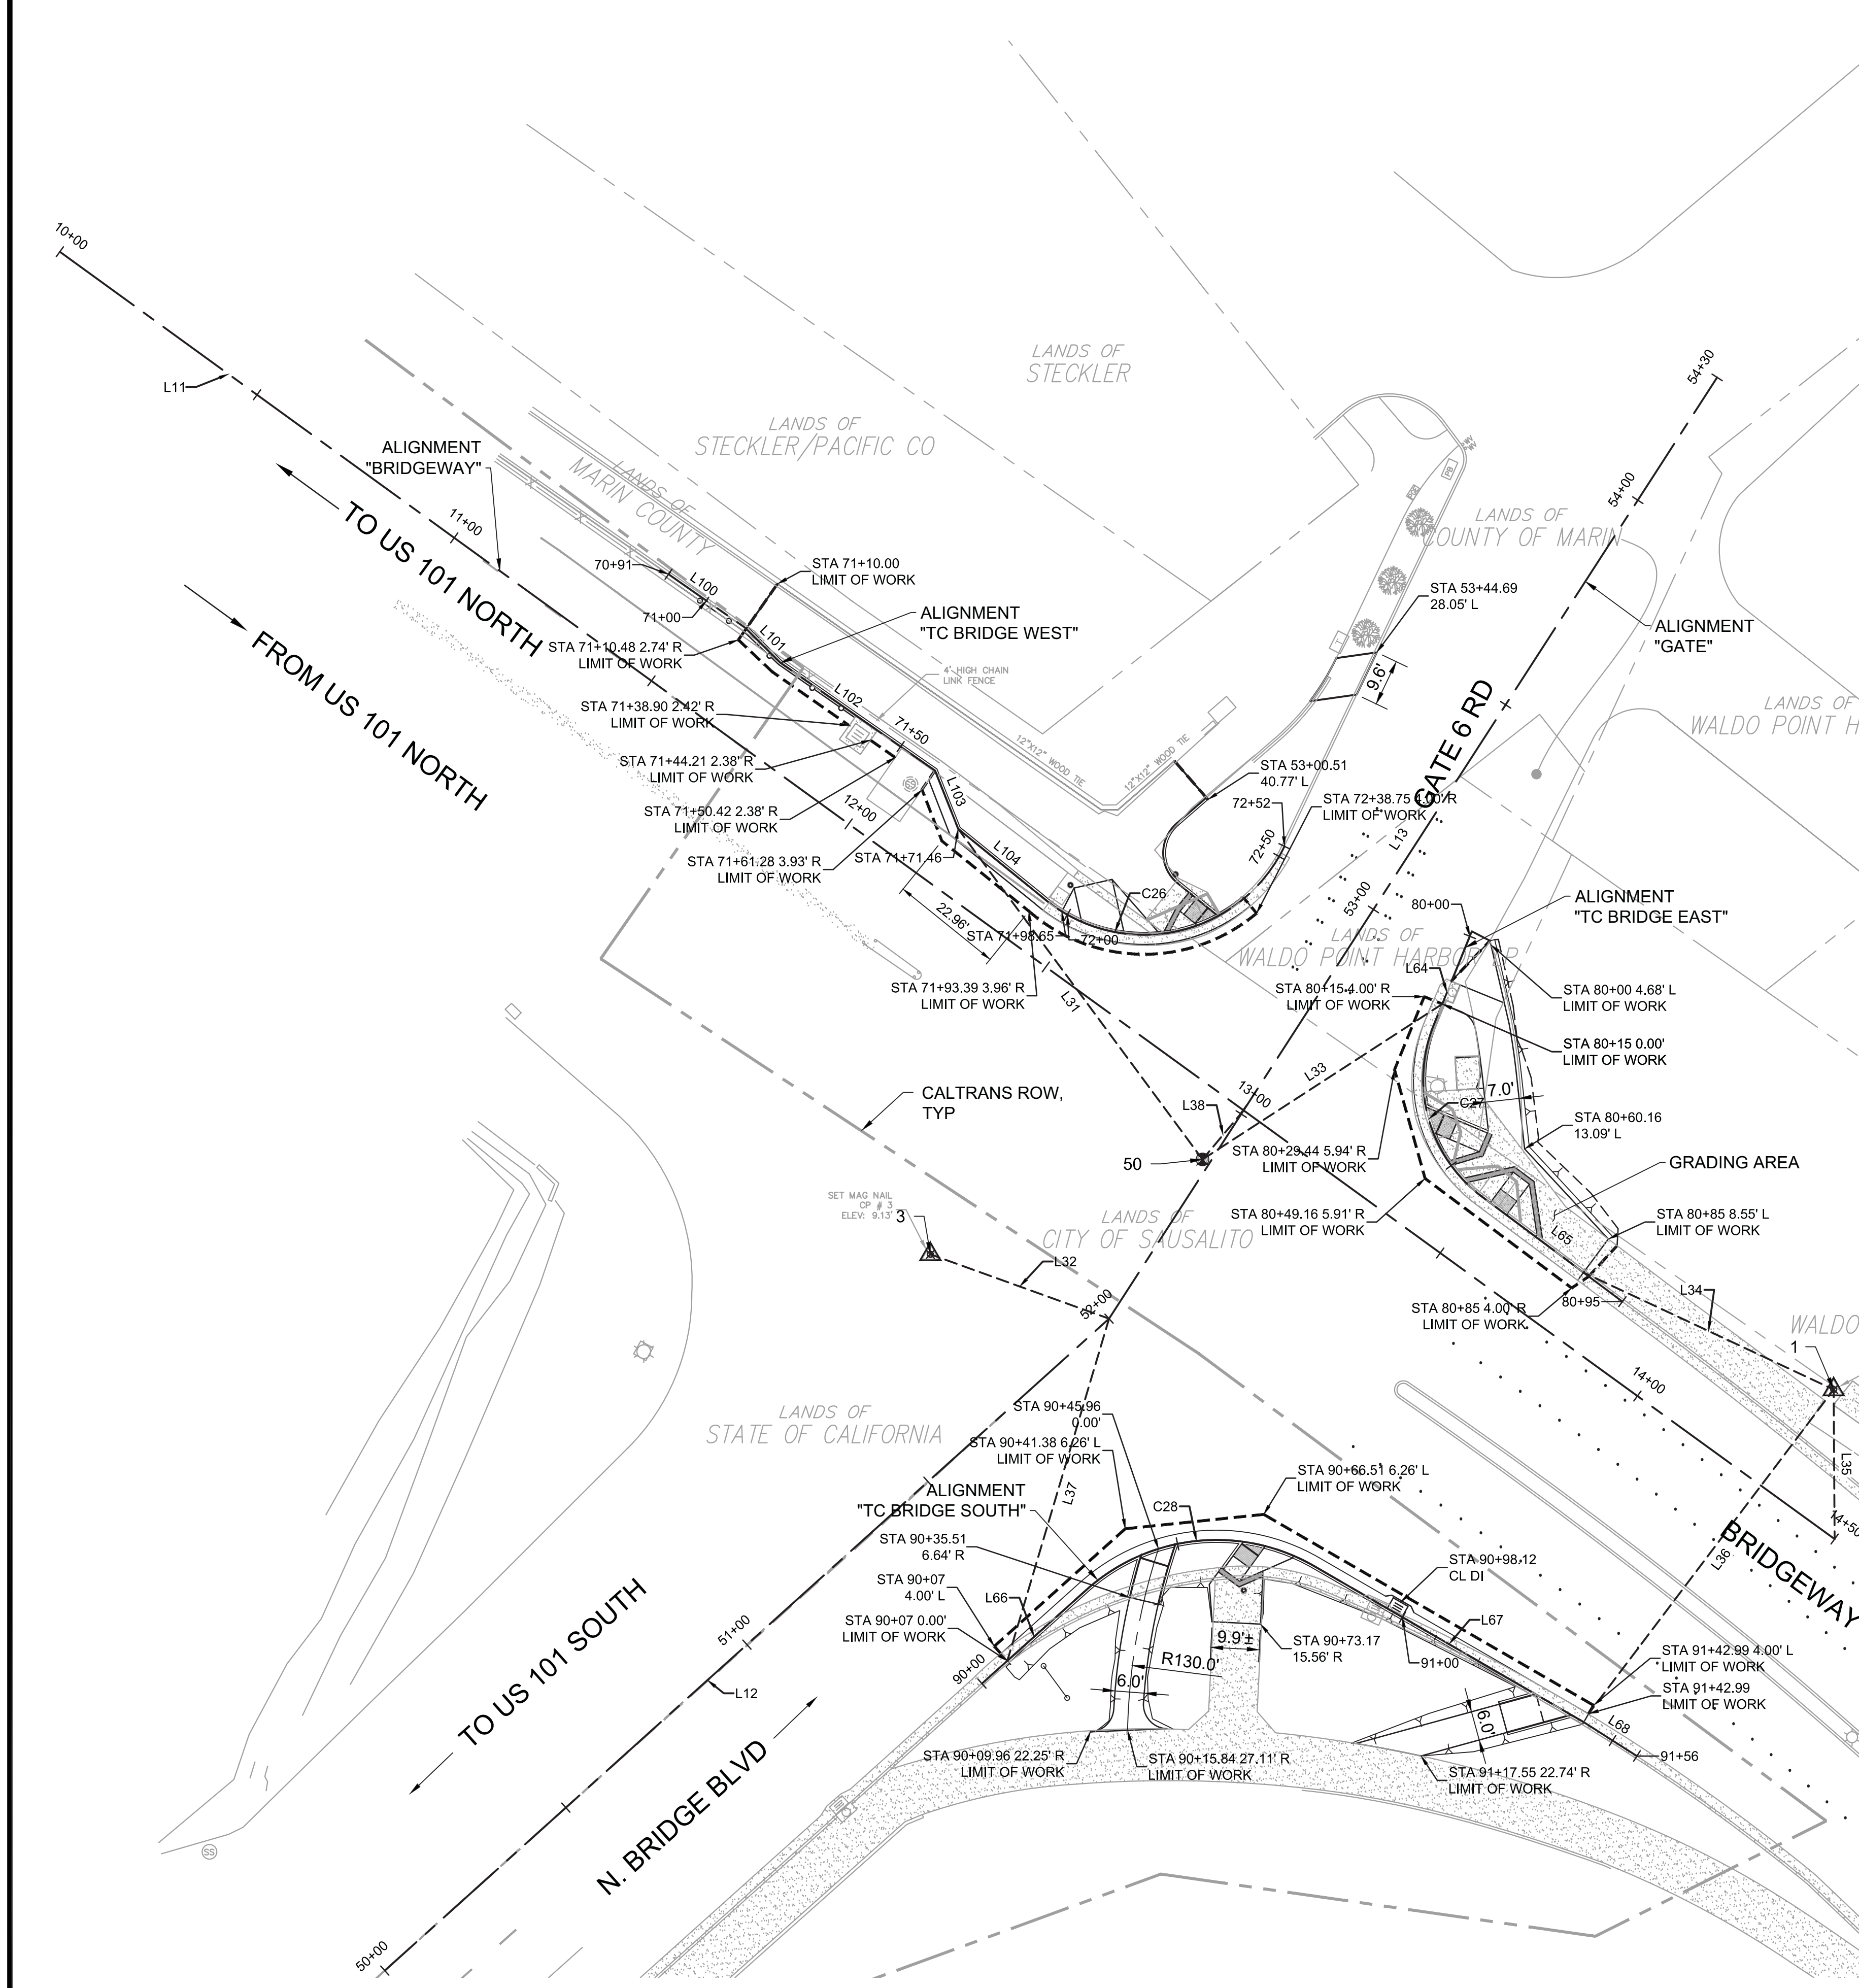 10+00
L11
ALIGNMENT
"BRIDGEWAY"
11+00
TO US 101 NORTH
FROM US 101 NORTH
LANDS OF
STECKLER
LANDS OF
STECKLER/PACIFIC CO
LANDS OF
MARIN COUNTY
54+30
54+00
LANDS OF
COUNTY OF MARIN
PB
WV
WV
ALIGNMENT
"GATE"
70+91
L100
71+00
STA 71+10.00
LIMIT OF WORK
ALIGNMENT
"TC BRIDGE WEST"
L101
STA 71+10.48 2.74' R
LIMIT OF WORK
L102
4' HIGH CHAIN
LINK FENCE
STA 71+38.90 2.42' R
LIMIT OF WORK
71+50
STA 71+44.21 2.38' R
LIMIT OF WORK
12+00
STA 71+50.42 2.38' R
LIMIT OF WORK
L103
STA 71+61.28 3.93' R
LIMIT OF WORK
STA 71+71.46
L104
22.96'
12"X12" WOOD TIE
12"X12" WOOD TIE
STA 53+44.69
28.05' L
9.6'
GATE 6 RD
STA 53+00.51
40.77' L
72+52
STA 72+38.75 4.00' R
LIMIT OF WORK
72+50
L13
C26
STA 71+98.65
72+00
STA 71+93.39 3.96' R
LIMIT OF WORK
L31
53+00
80+00
ALIGNMENT
"TC BRIDGE EAST"
LANDS OF
WALDO POINT H
LANDS OF
WALDO POINT HARBOR LP
L64
STA 80+15 4.00' R
LIMIT OF WORK
STA 80+00 4.68' L
LIMIT OF WORK
STA 80+15 0.00'
LIMIT OF WORK
L33
13+00
L38
50
CALTRANS ROW,
TYP
7.0'
C27
STA 80+60.16
13.09' L
STA 80+29.44 5.94' R
LIMIT OF WORK
GRADING AREA
STA 80+49.16 5.91' R
LIMIT OF WORK
L65
STA 80+85 8.55' L
LIMIT OF WORK
SET MAG NAIL
CP # 3
ELEV: 9.13'
3
LANDS OF
CITY OF SAUSALITO
L32
52+00
L34
80+95
STA 80+85 4.00' R
LIMIT OF WORK
WALDO
1
14+00
LANDS OF
STATE OF CALIFORNIA
STA 90+45.96
0.00'
STA 90+41.38 6.26' L
LIMIT OF WORK
STA 90+66.51 6.26' L
LIMIT OF WORK
L35
L37
ALIGNMENT
"TC BRIDGE SOUTH"
C28
14+50
L36
BRIDGEWAY
STA 90+35.51
6.64' R
STA 90+98.12
CL DI
STA 90+07
4.00' L
L66
STA 90+07 0.00'
LIMIT OF WORK
L67
9.9'±
STA 90+73.17
15.56' R
91+00
R130.0'
STA 91+42.99 4.00' L
LIMIT OF WORK
STA 91+42.99
LIMIT OF WORK
90+00
6.0'
6.0'
L68
91+56
51+00
L12
TO US 101 SOUTH
N. BRIDGE BLVD
STA 90+09.96 22.25' R
LIMIT OF WORK
STA 90+15.84 27.11' R
LIMIT OF WORK
STA 91+17.55 22.74' R
LIMIT OF WORK
SS
50+00